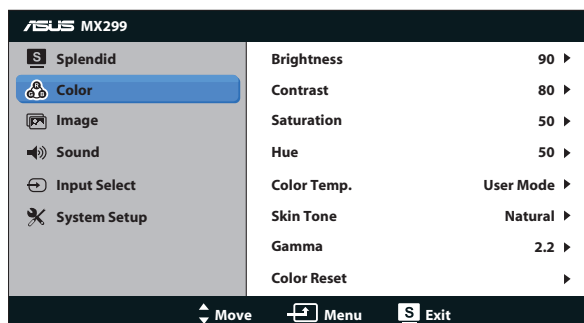 ASUS MX299
S Splendid
R G B Color
Image
Sound
Input Select
System Setup
Brightness 90
Contrast 80
Saturation 50
Hue 50
Color Temp. User Mode
Skin Tone Natural
Gamma 2.2
Color Reset
Move Menu S Exit